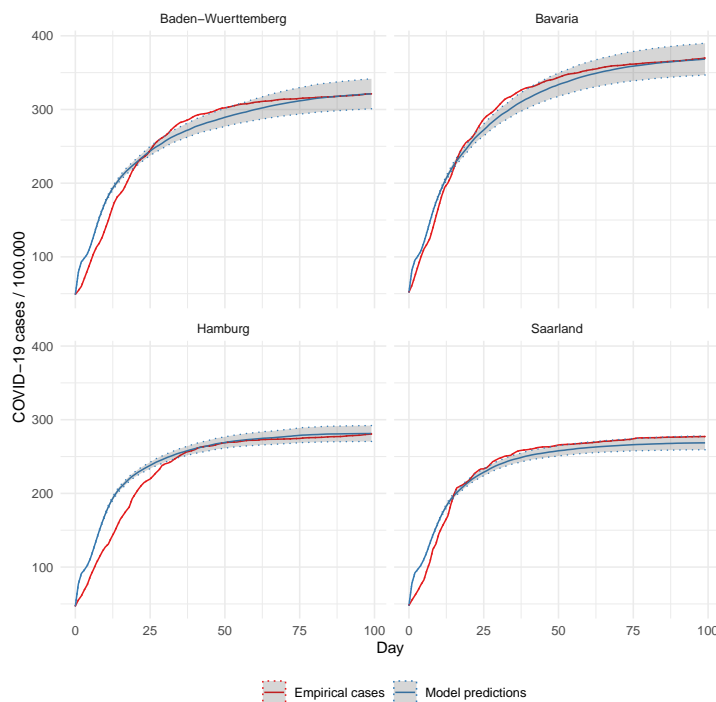 Baden−Wuerttemberg
Bavaria
400
300
200
100
Hamburg
Saarland
400
300
200
100
0
25
50
75
100
0
25
50
75
100
COVID−19 cases / 100.000
Day
Empirical cases
Model predictions